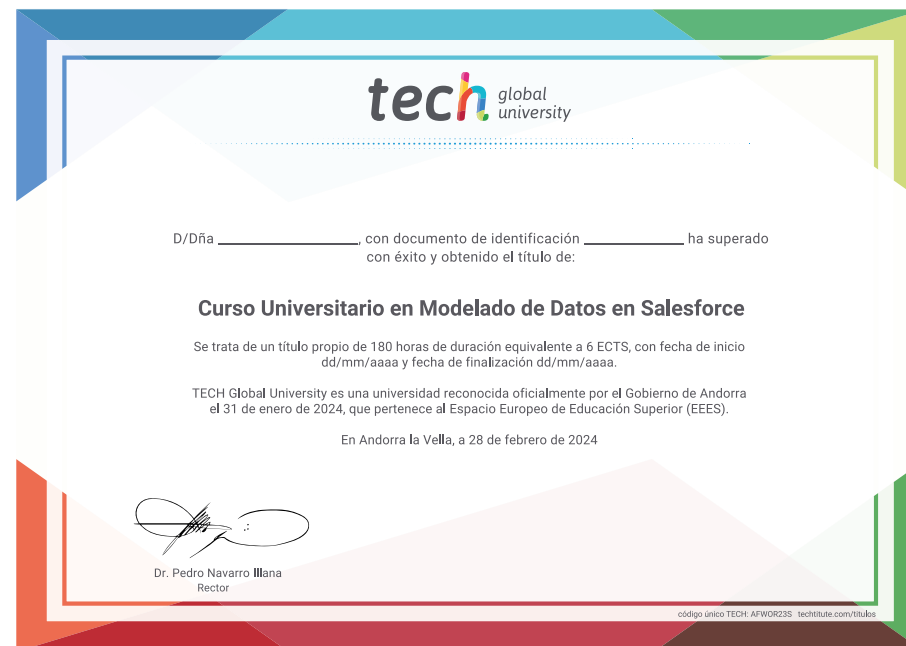 tech global university
D/Dña ____________________, con documento de identificación ______________ ha superado
con éxito y obtenido el título de:
Curso Universitario en Modelado de Datos en Salesforce
Se trata de un título propio de 180 horas de duración equivalente a 6 ECTS, con fecha de inicio
dd/mm/aaaa y fecha de finalización dd/mm/aaaa.
TECH Global University es una universidad reconocida oficialmente por el Gobierno de Andorra
el 31 de enero de 2024, que pertenece al Espacio Europeo de Educación Superior (EEES).
En Andorra la Vella, a 28 de febrero de 2024
Dr. Pedro Navarro Illana
Rector
código único TECH: AFWOR23S techtitute.com/titulos